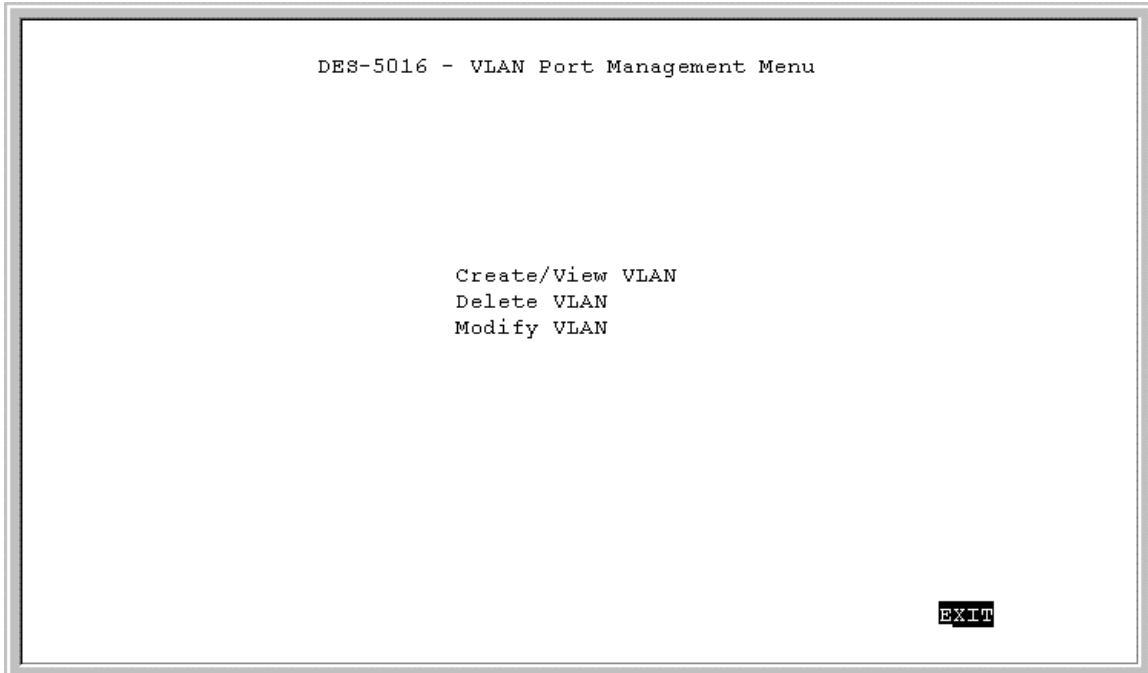 DES-5016 - VLAN Port Management Menu
Create/View VLAN
Delete VLAN
Modify VLAN
EXIT